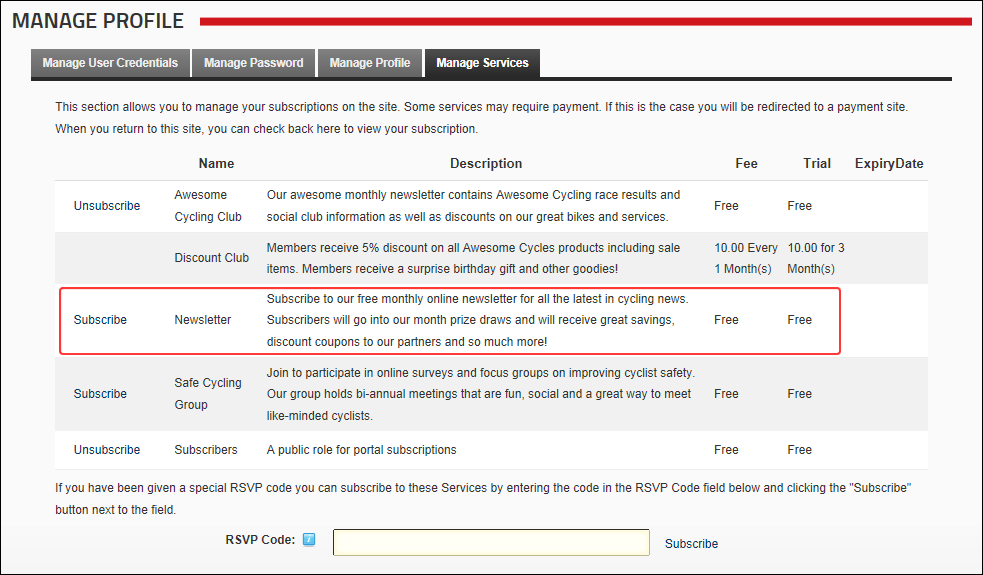 MANAGE PROFILE
Manage User Credentials Manage Password Manage Profile Manage Services
This section allows you to manage your subscriptions on the site. Some services may require payment. If this is the case you will be redirected to a payment site.
When you return to this site, you can check back here to view your subscription.
Name Description Fee Trial ExpiryDate
Unsubscribe Awesome Cycling Club Our awesome monthly newsletter contains Awesome Cycling race results and
social club information as well as discounts on our great bikes and services. Free Free
Discount Club Members receive 5% discount on all Awesome Cycles products including sale
items. Members receive a surprise birthday gift and other goodies! 10.00 Every 1 Month(s) 10.00 for 3 Month(s)
Subscribe Newsletter Subscribe to our free monthly online newsletter for all the latest in cycling news.
Subscribers will go into our month prize draws and will receive great savings,
discount coupons to our partners and so much more! Free Free
Subscribe Safe Cycling Group Join to participate in online surveys and focus groups on improving cyclist safety.
Our group holds bi-annual meetings that are fun, social and a great way to meet
like-minded cyclists. Free Free
Unsubscribe Subscribers A public role for portal subscriptions Free Free
If you have been given a special RSVP code you can subscribe to these Services by entering the code in the RSVP Code field below and clicking the "Subscribe"
button next to the field.
RSVP Code: Subscribe